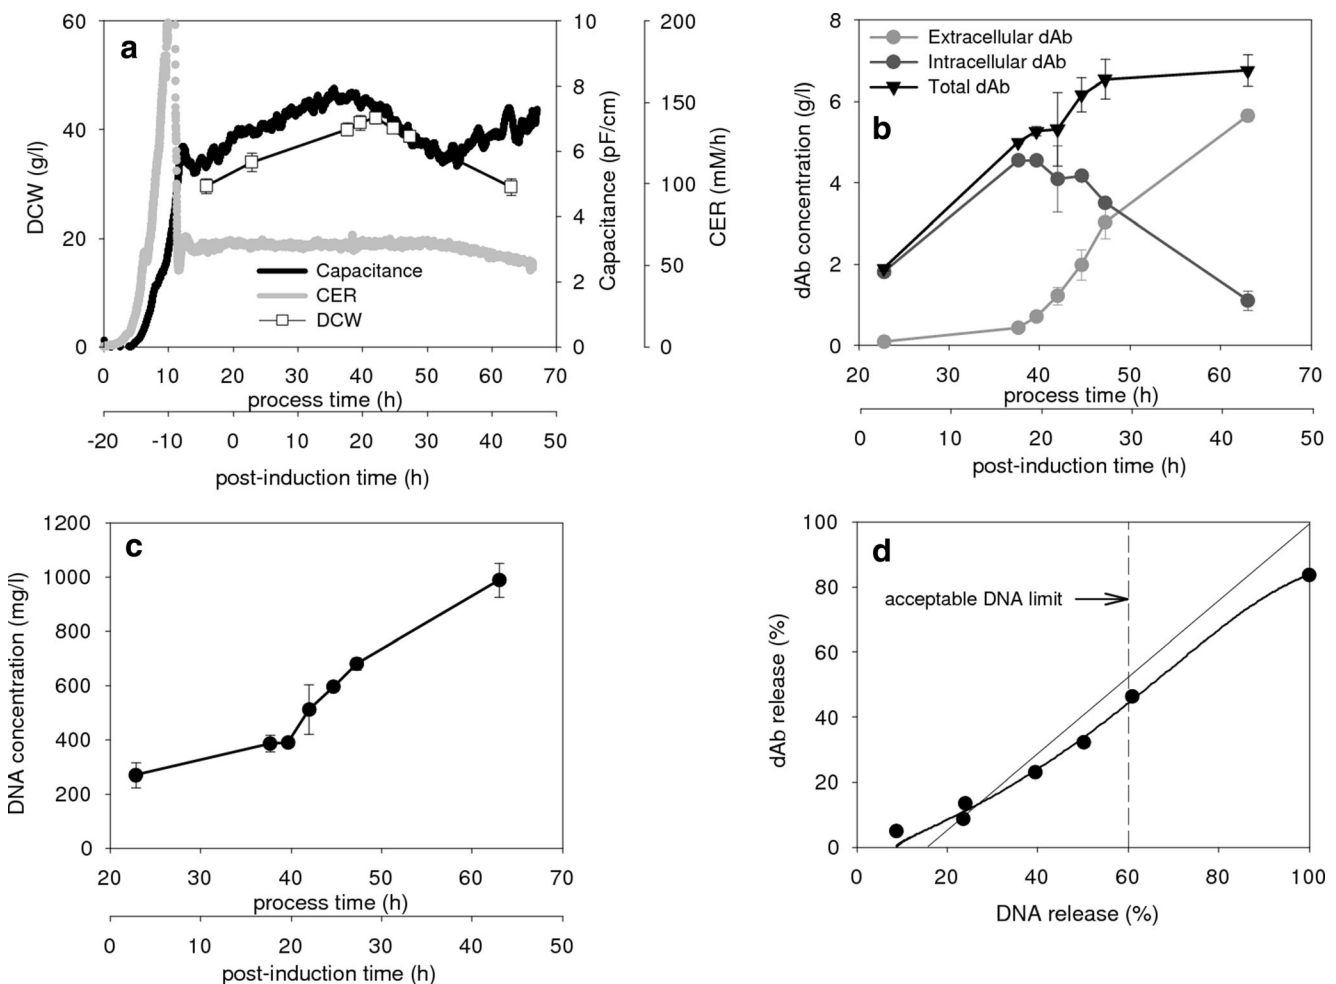 a
60
40
20
0
DCW (g/l)
10
8
6
4
2
0
Capacitance (pF/cm)
200
150
100
50
0
CER (mM/h)
Capacitance
CER
DCW
0 10 20 30 40 50 60
process time (h)
-20 -10 0 10 20 30 40 50
post-induction time (h)
b
8
6
4
2
0
dAb concentration (g/l)
Extracellular dAb
Intracellular dAb
Total dAb
20 30 40 50 60 70
process time (h)
0 10 20 30 40 50
post-induction time (h)
c
1200
1000
800
600
400
200
0
DNA concentration (mg/l)
20 30 40 50 60 70
process time (h)
0 10 20 30 40 50
post-induction time (h)
d
100
80
60
40
20
0
dAb release (%)
acceptable DNA limit
0 20 40 60 80 100
DNA release (%)